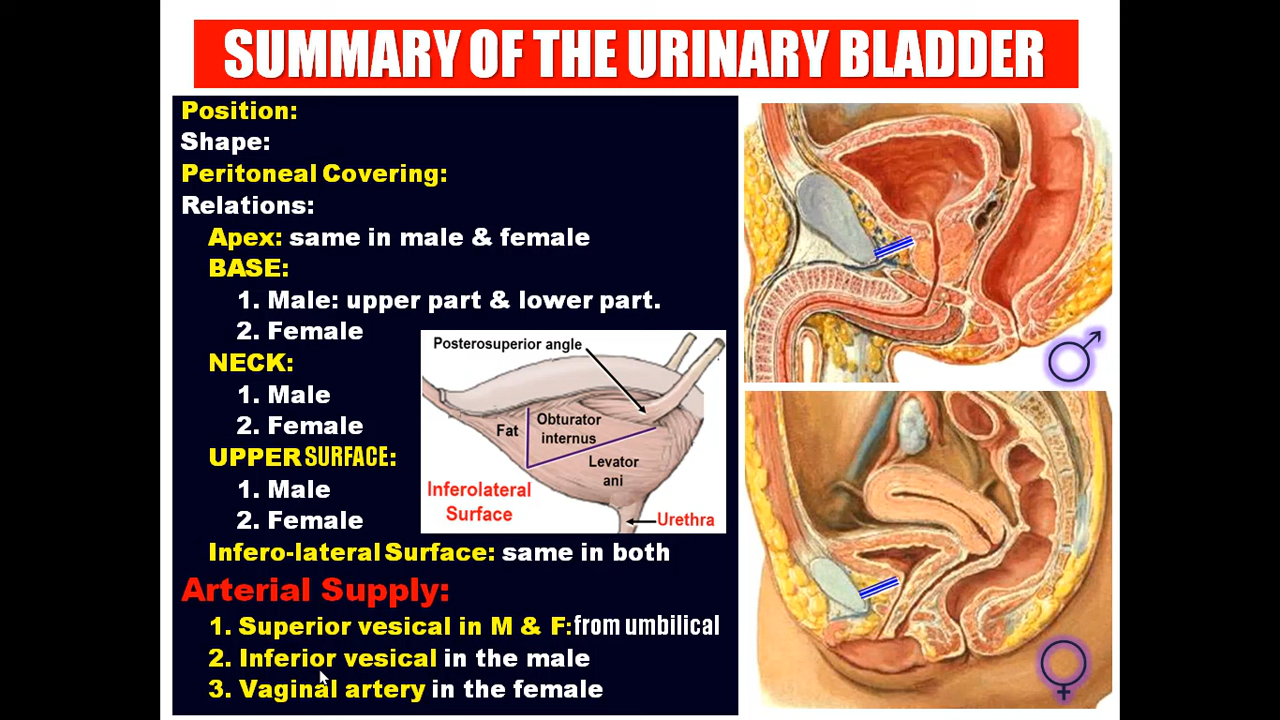 SUMMARY OF THE URINARY BLADDER
Position:
Shape:
Peritoneal Covering:
Relations:
Apex: same in male & female
BASE:
1. Male: upper part & lower part.
2. Female
NECK:
1. Male
2. Female
UPPER SURFACE:
1. Male
2. Female
Infero-lateral Surface: same in both
Arterial Supply:
1. Superior vesical in M & F: from umbilical
2. Inferior vesical in the male
3. Vaginal artery in the female
Posterosuperior angle
Fat
Obturator
internus
Levator
ani
Inferolateral
Surface
Urethra